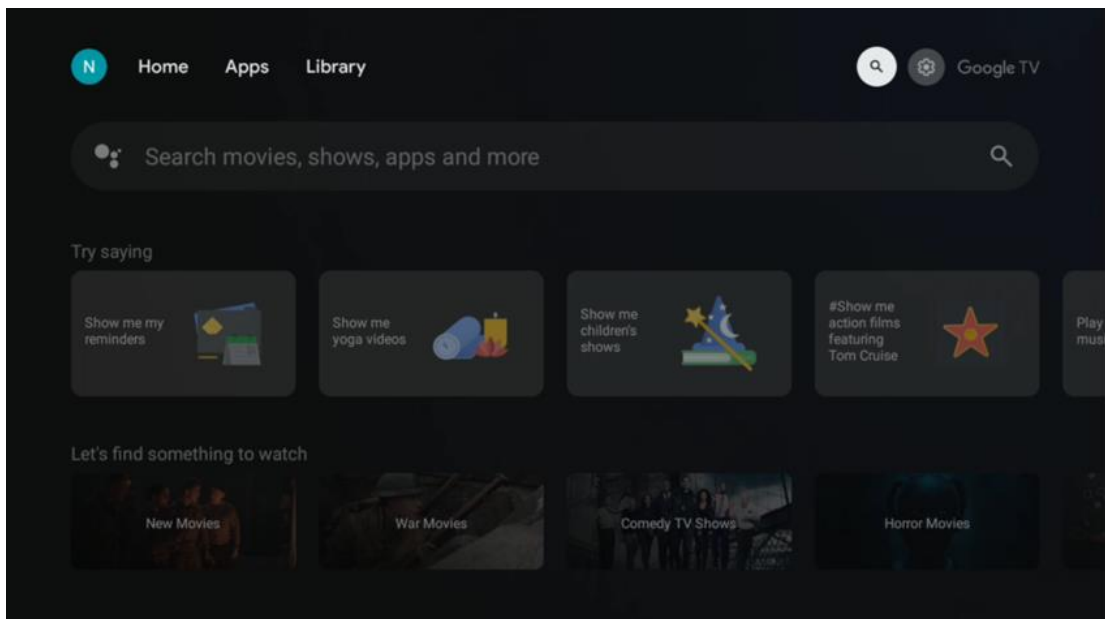 N
Home
Apps
Library
Google TV
Search movies, shows, apps and more
Try saying
Show me my
reminders
Show me
yoga videos
Show me
children's
shows
#Show me
action films
featuring
Tom Cruise
Play
Let's find something to watch
New Movies
War Movies
Comedy TV Shows
Horror Movies